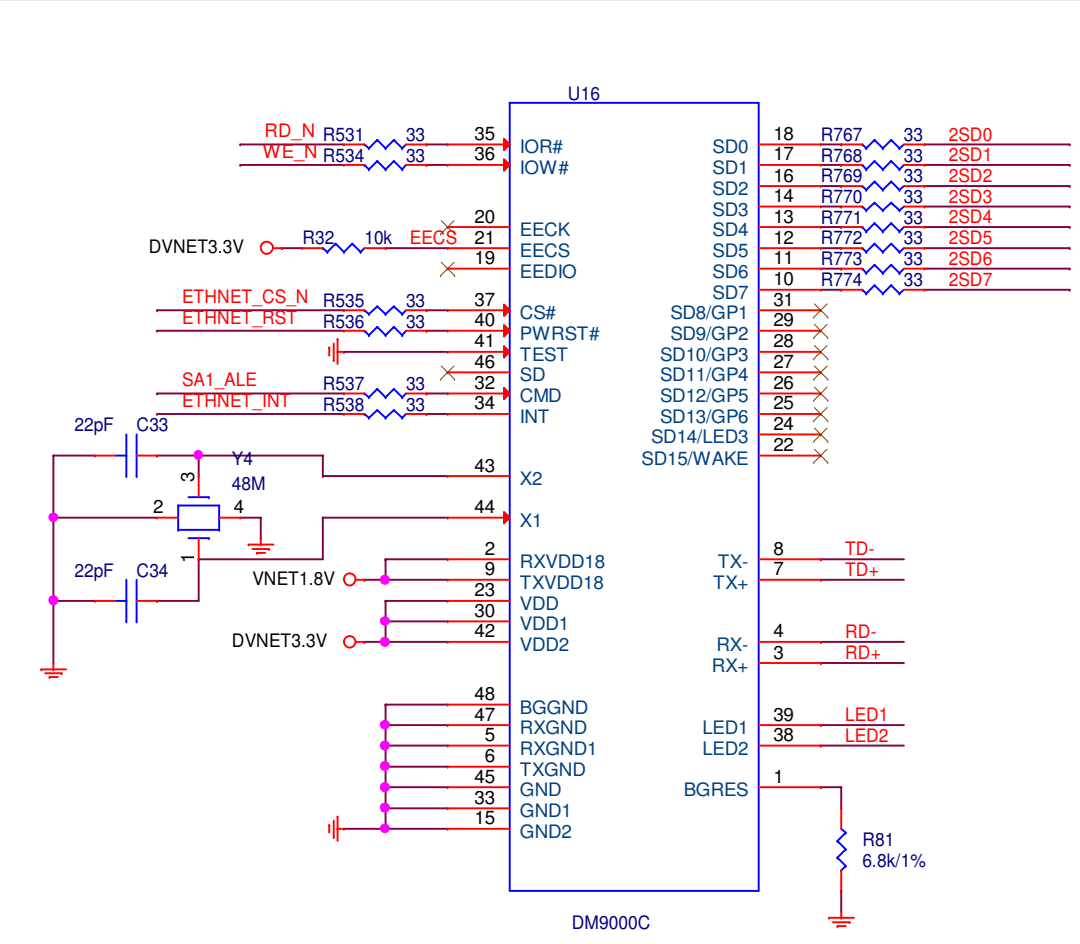 U16
RD_N R531 33 35 IOR#
WE_N R534 33 36 IOW#
20 EECK
DVNET3.3V R32 10k EECS 21 EECS
19 EEDIO
ETHNET_CS_N R535 33 37 CS#
ETHNET_RST R536 33 40 PWRST#
41 TEST
46 SD
SA1_ALE R537 33 32 CMD
ETHNET_INT R538 33 34 INT
22pF C33
Y4
48M
3
2 4
1
43 X2
44 X1
22pF C34
2 RXVDD18
VNET1.8V 9 TXVDD18
23 VDD
30 VDD1
DVNET3.3V 42 VDD2
48 BGGND
47 RXGND
5 RXGND1
6 TXGND
45 GND
33 GND1
15 GND2
SD0 18 R767 33 2SD0
SD1 17 R768 33 2SD1
SD2 16 R769 33 2SD2
SD3 14 R770 33 2SD3
SD4 13 R771 33 2SD4
SD5 12 R772 33 2SD5
SD6 11 R773 33 2SD6
SD7 10 R774 33 2SD7
SD8/GP1 31
SD9/GP2 29
SD10/GP3 28
SD11/GP4 27
SD12/GP5 26
SD13/GP6 25
SD14/LED3 24
SD15/WAKE 22
TX- 8 TD-
TX+ 7 TD+
RX- 4 RD-
RX+ 3 RD+
LED1 39 LED1
LED2 38 LED2
BGRES 1
R81
6.8k/1%
DM9000C